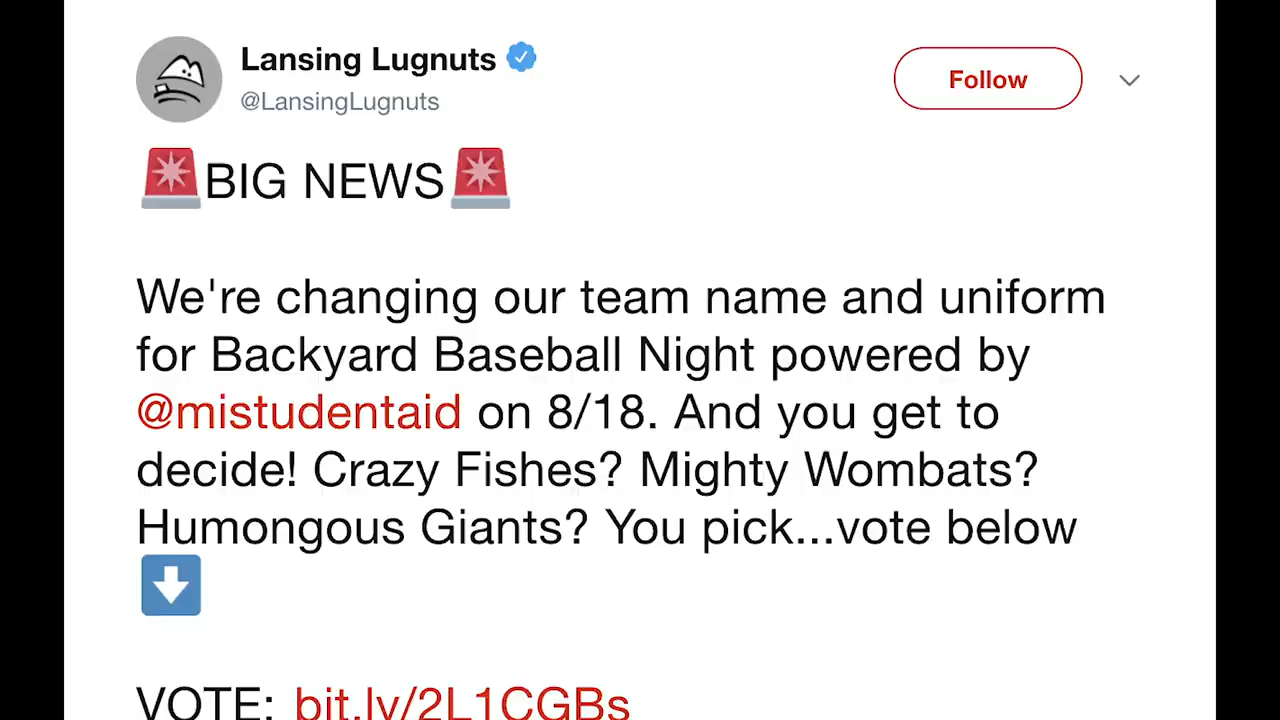 Lansing Lugnuts
@LansingLugnuts
Follow
🚨BIG NEWS🚨
We're changing our team name and uniform
for Backyard Baseball Night powered by
@mistudentaid on 8/18. And you get to
decide! Crazy Fishes? Mighty Wombats?
Humongous Giants? You pick...vote below
⬇️
VOTE: bit.ly/2L1CGBs